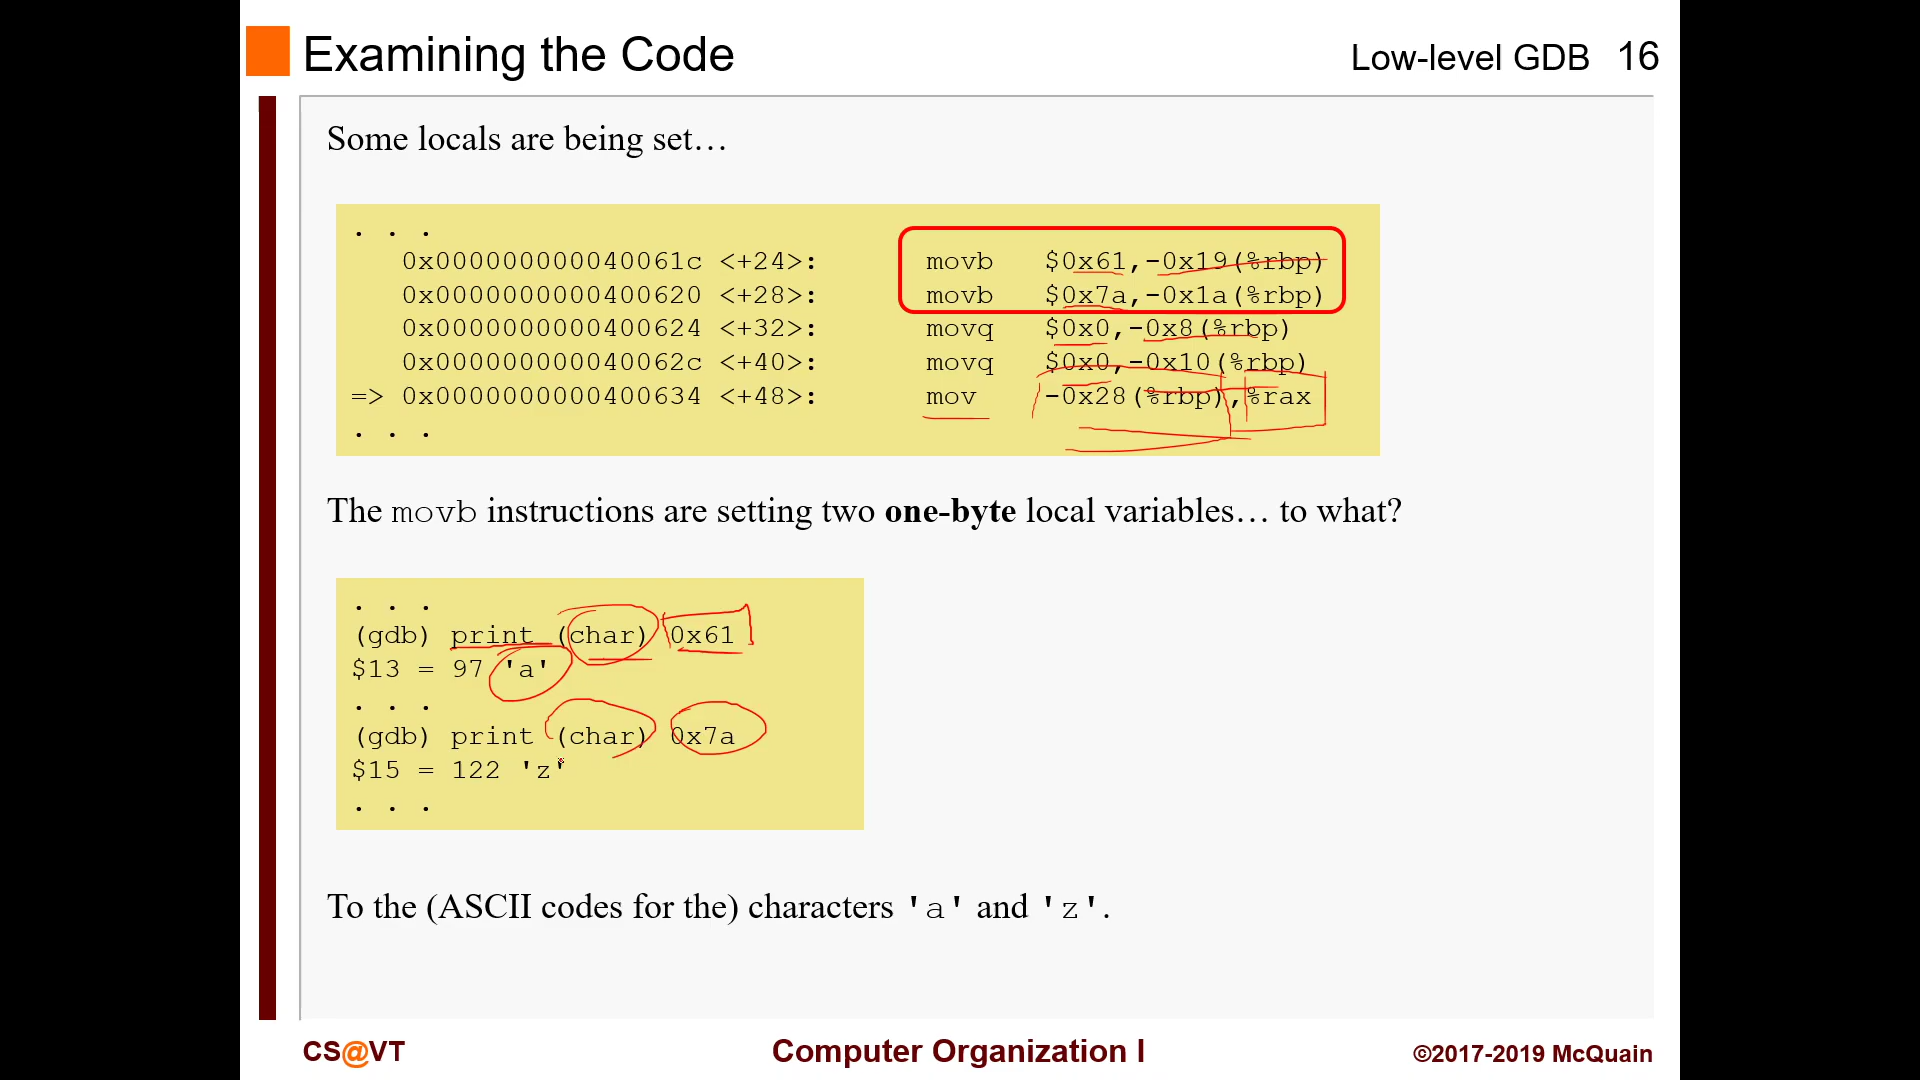 Examining the Code
Low-level GDB 16
Some locals are being set…
. . .
0x000000000040061c <+24>: movb $0x61,-0x19(%rbp)
0x0000000000400620 <+28>: movb $0x7a,-0x1a(%rbp)
0x0000000000400624 <+32>: movq $0x0,-0x8(%rbp)
0x000000000040062c <+40>: movq $0x0,-0x10(%rbp)
=> 0x0000000000400634 <+48>: mov -0x28(%rbp),%rax
. . .
The movb instructions are setting two one-byte local variables… to what?
. . .
(gdb) print (char) 0x61
$13 = 97 'a'
. . .
(gdb) print (char) 0x7a
$15 = 122 'z'
. . .
To the (ASCII codes for the) characters 'a' and 'z'.
CS@VT
Computer Organization I
©2017-2019 McQuain